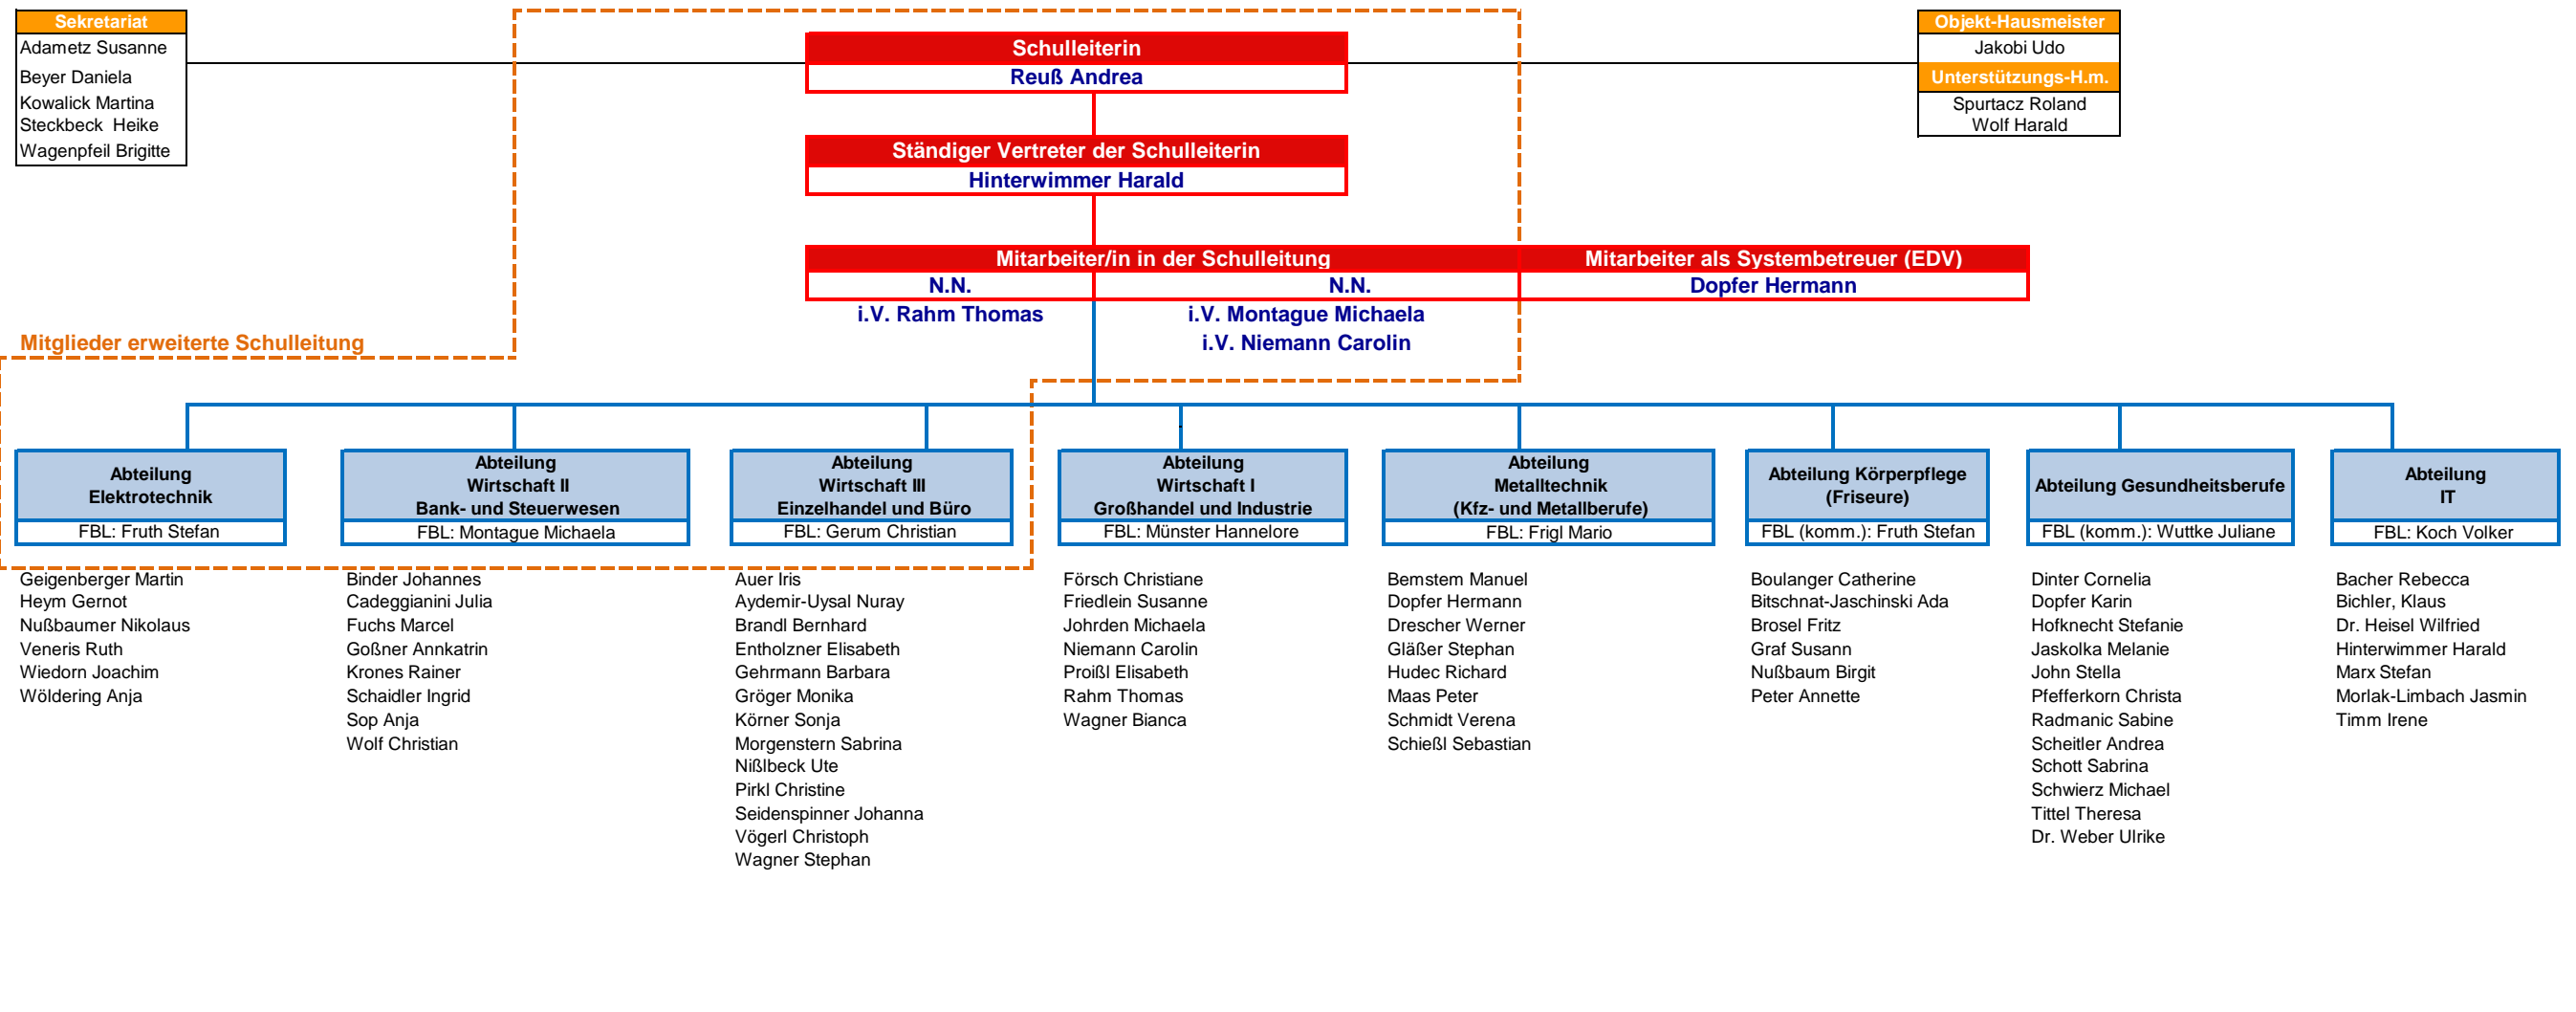 Sekretariat
Adametz Susanne
Beyer Daniela
Kowalick Martina
Steckbeck  Heike
Wagenpfeil Brigitte
Schulleiterin
Reuß Andrea
Objekt-Hausmeister
Jakobi Udo
Unterstützungs-H.m.
Spurtacz Roland
Wolf Harald
Ständiger Vertreter der Schulleiterin
Hinterwimmer Harald
Mitarbeiter/in in der Schulleitung
N.N.
i.V. Rahm Thomas
N.N.
i.V. Montague Michaela
i.V. Niemann Carolin
Mitarbeiter als Systembetreuer (EDV)
Dopfer Hermann
Mitglieder erweiterte Schulleitung
Abteilung
Elektrotechnik
FBL: Fruth Stefan
Geigenberger Martin
Heym Gernot
Nußbaumer Nikolaus
Veneris Ruth
Wiedorn Joachim
Wöldering Anja
Abteilung
Wirtschaft II
Bank- und Steuerwesen
FBL: Montague Michaela
Binder Johannes
Cadeggianini Julia
Fuchs Marcel
Goßner Annkatrin
Krones Rainer
Schaidler Ingrid
Sop Anja
Wolf Christian
Abteilung
Wirtschaft III
Einzelhandel und Büro
FBL: Gerum Christian
Auer Iris
Aydemir-Uysal Nuray
Brandl Bernhard
Entholzner Elisabeth
Gehrmann Barbara
Gröger Monika
Körner Sonja
Morgenstern Sabrina
Nißlbeck Ute
Pirkl Christine
Seidenspinner Johanna
Vögerl Christoph
Wagner Stephan
Abteilung
Wirtschaft I
Großhandel und Industrie
FBL: Münster Hannelore
Försch Christiane
Friedlein Susanne
Johrden Michaela
Niemann Carolin
Proißl Elisabeth
Rahm Thomas
Wagner Bianca
Abteilung
Metalltechnik
(Kfz- und Metallberufe)
FBL: Frigl Mario
Bemstem Manuel
Dopfer Hermann
Drescher Werner
Gläßer Stephan
Hudec Richard
Maas Peter
Schmidt Verena
Schießl Sebastian
Abteilung Körperpflege
(Friseure)
FBL (komm.): Fruth Stefan
Boulanger Catherine
Bitschnat-Jaschinski Ada
Brosel Fritz
Graf Susann
Nußbaum Birgit
Peter Annette
Abteilung Gesundheitsberufe
FBL (komm.): Wuttke Juliane
Dinter Cornelia
Dopfer Karin
Hofknecht Stefanie
Jaskolka Melanie
John Stella
Pfefferkorn Christa
Radmanic Sabine
Scheitler Andrea
Schott Sabrina
Schwierz Michael
Tittel Theresa
Dr. Weber Ulrike
Abteilung
IT
FBL: Koch Volker
Bacher Rebecca
Bichler, Klaus
Dr. Heisel Wilfried
Hinterwimmer Harald
Marx Stefan
Morlak-Limbach Jasmin
Timm Irene